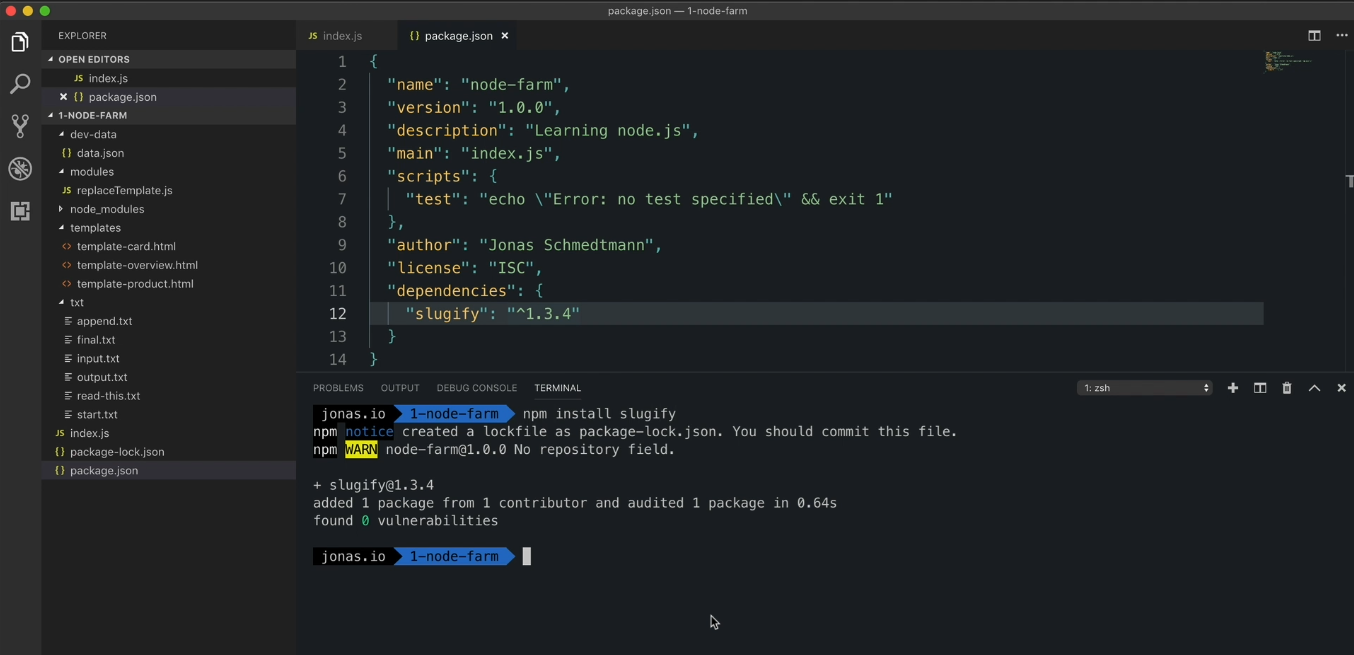 package.json — 1-node-farm
EXPLORER
OPEN EDITORS
JS index.js
{} package.json
1-NODE-FARM
dev-data
{} data.json
modules
JS replaceTemplate.js
node_modules
templates
<> template-card.html
<> template-overview.html
<> template-product.html
txt
append.txt
final.txt
input.txt
output.txt
read-this.txt
start.txt
JS index.js
{} package-lock.json
{} package.json
JS index.js {} package.json ×
1 {
2 "name": "node-farm",
3 "version": "1.0.0",
4 "description": "Learning node.js",
5 "main": "index.js",
6 "scripts": {
7 "test": "echo \"Error: no test specified\" && exit 1"
8 },
9 "author": "Jonas Schmedtmann",
10 "license": "ISC",
11 "dependencies": {
12 "slugify": "^1.3.4"
13 }
14 }
PROBLEMS OUTPUT DEBUG CONSOLE TERMINAL 1: zsh
jonas.io 1-node-farm npm install slugify
npm notice created a lockfile as package-lock.json. You should commit this file.
npm WARN node-farm@1.0.0 No repository field.
+ slugify@1.3.4
added 1 package from 1 contributor and audited 1 package in 0.64s
found 0 vulnerabilities
jonas.io 1-node-farm